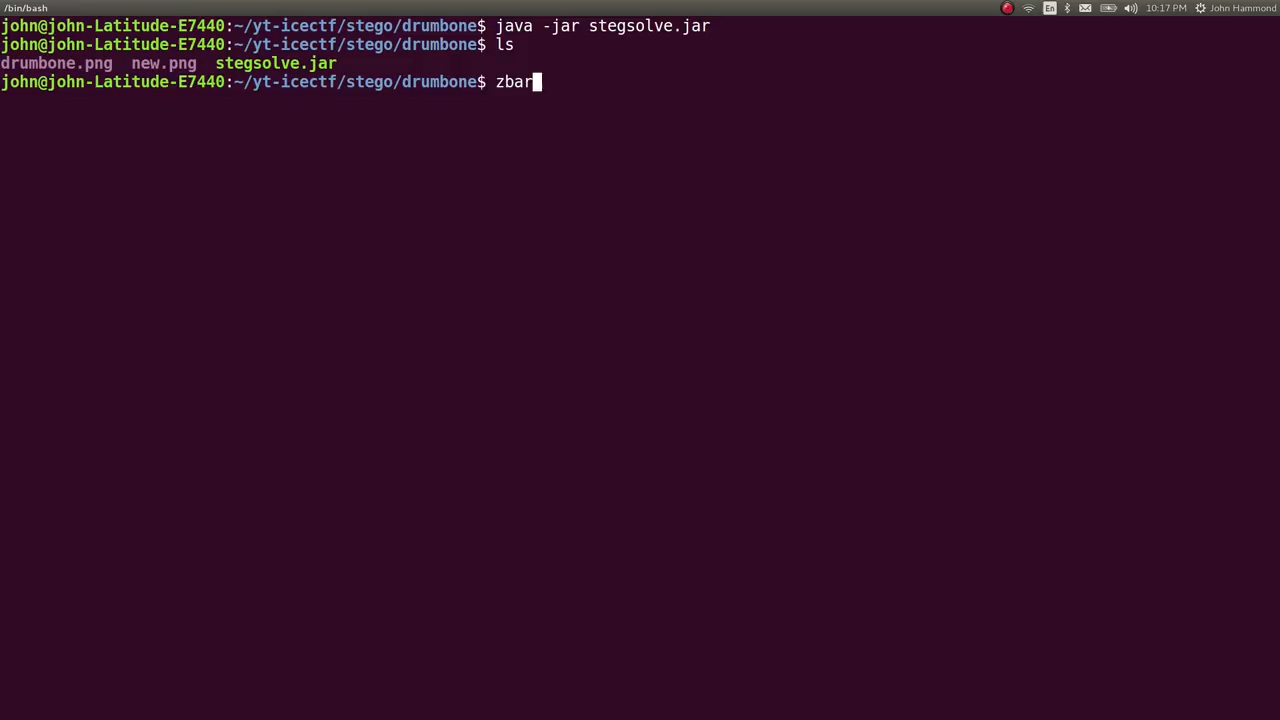 /bin/bash En 10:17 PM John Hammond
john@john-Latitude-E7440:~/yt-icectf/stego/drumbone$ java -jar stegsolve.jar
john@john-Latitude-E7440:~/yt-icectf/stego/drumbone$ ls
drumbone.png new.png stegsolve.jar
john@john-Latitude-E7440:~/yt-icectf/stego/drumbone$ zbar